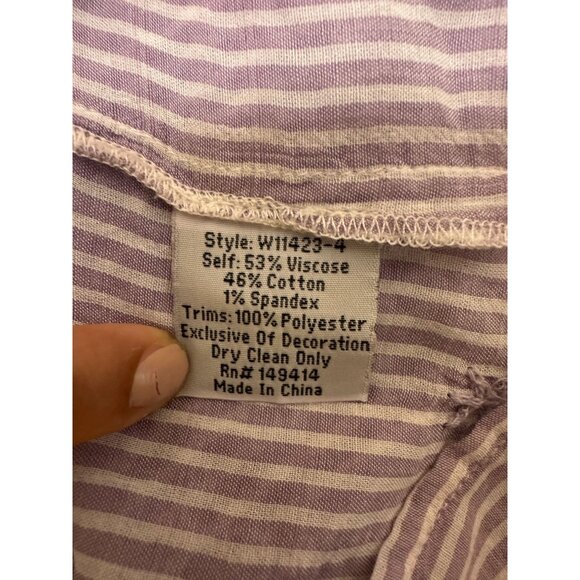 Style: W11423-4
Self: 53% Viscose
46% Cotton
1% Spandex
Trims: 100% Polyester
Exclusive Of Decoration
Dry Clean Only
Rn# 149414
Made In China